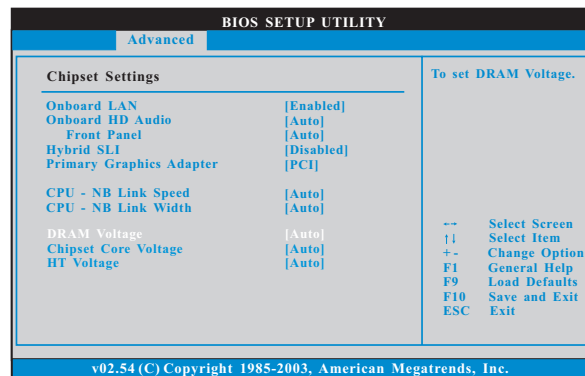 BIOS SETUP UTILITY
Advanced
Chipset Settings
Onboard LAN [Enabled]
Onboard HD Audio [Auto]
Front Panel [Auto]
Hybrid SLI [Disabled]
Primary Graphics Adapter [PCI]
CPU - NB Link Speed [Auto]
CPU - NB Link Width [Auto]
DRAM Voltage [Auto]
Chipset Core Voltage [Auto]
HT Voltage [Auto]
To set DRAM Voltage.
←→ Select Screen
↑↓ Select Item
+- Change Option
F1 General Help
F9 Load Defaults
F10 Save and Exit
ESC Exit
v02.54 (C) Copyright 1985-2003, American Megatrends, Inc.